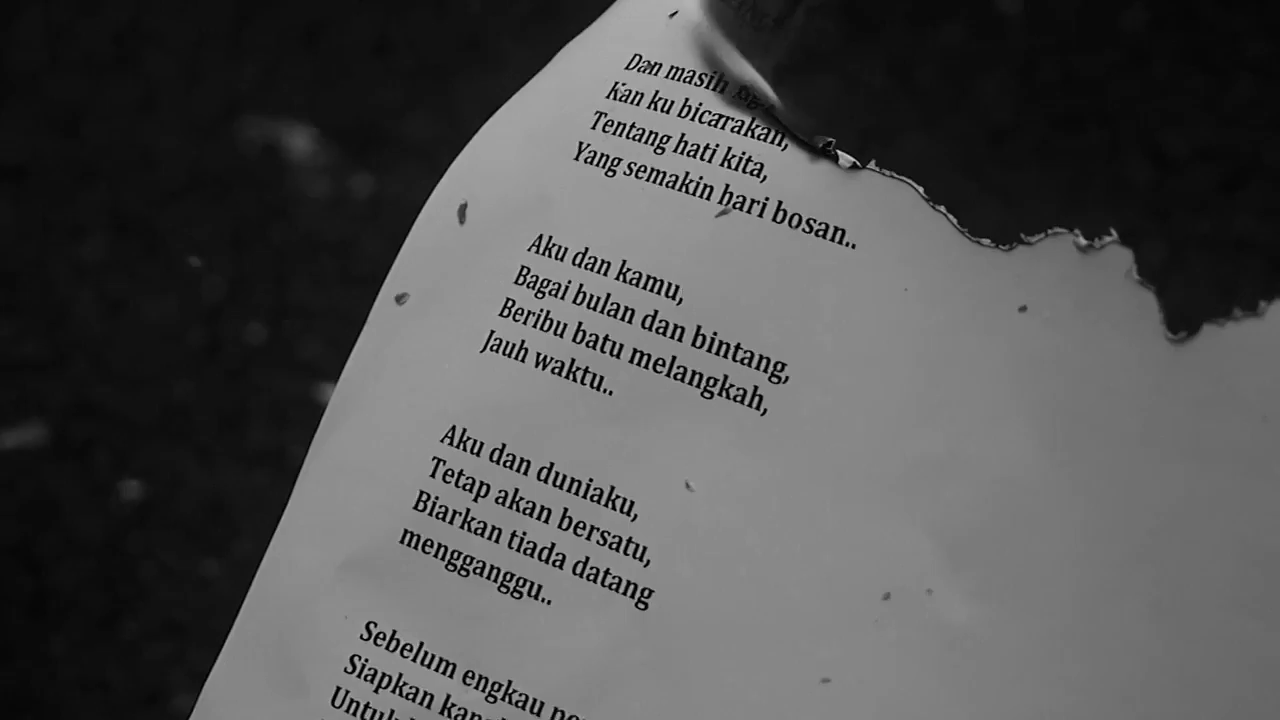 Dan masih
Kan ku bicarakan,
Tentang hati kita,
Yang semakin hari bosan..
Aku dan kamu,
Bagai bulan dan bintang,
Beribu batu melangkah,
Jauh waktu..
Aku dan duniaku,
Tetap akan bersatu,
Biarkan tiada datang
mengganggu..
Sebelum engkau
Siapkan